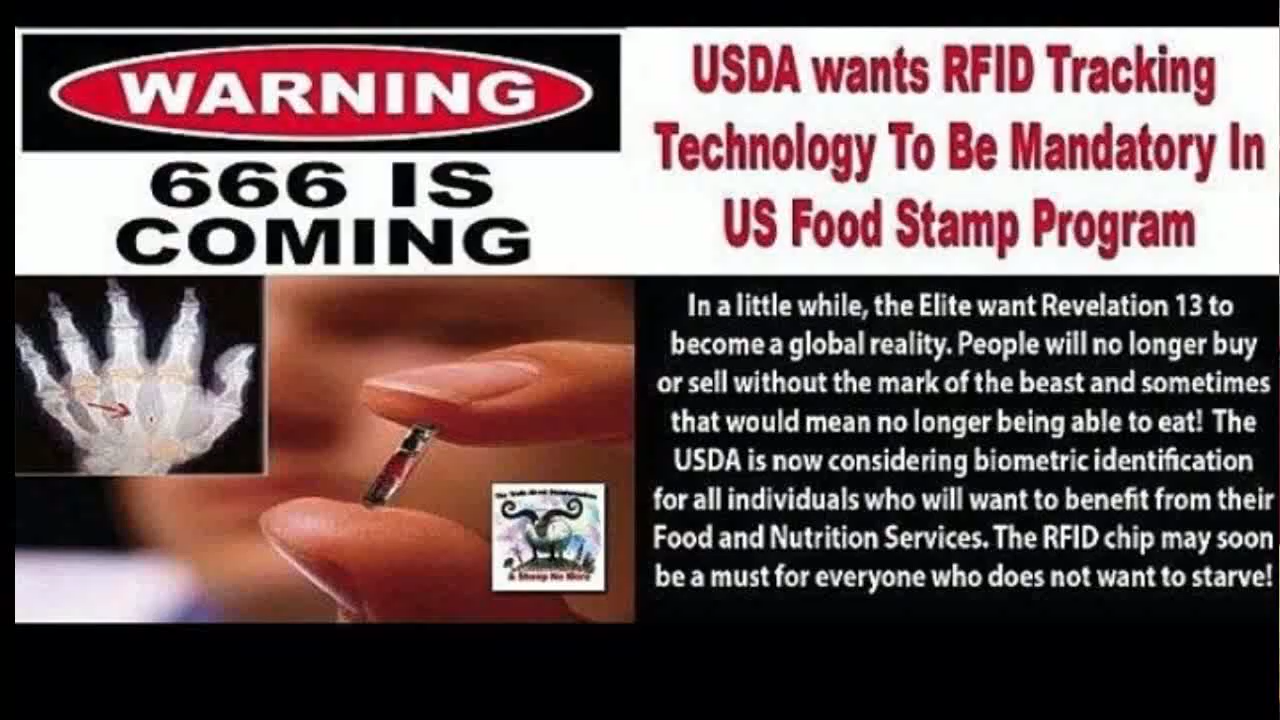 WARNING
666 IS
COMING
USDA wants RFID Tracking
Technology To Be Mandatory In
US Food Stamp Program
In a little while, the Elite want Revelation 13 to
become a global reality. People will no longer buy
or sell without the mark of the beast and sometimes
that would mean no longer being able to eat! The
USDA is now considering biometric identification
for all individuals who will want to benefit from their
Food and Nutrition Services. The RFID chip may soon
be a must for everyone who does not want to starve!
A Sheep No More